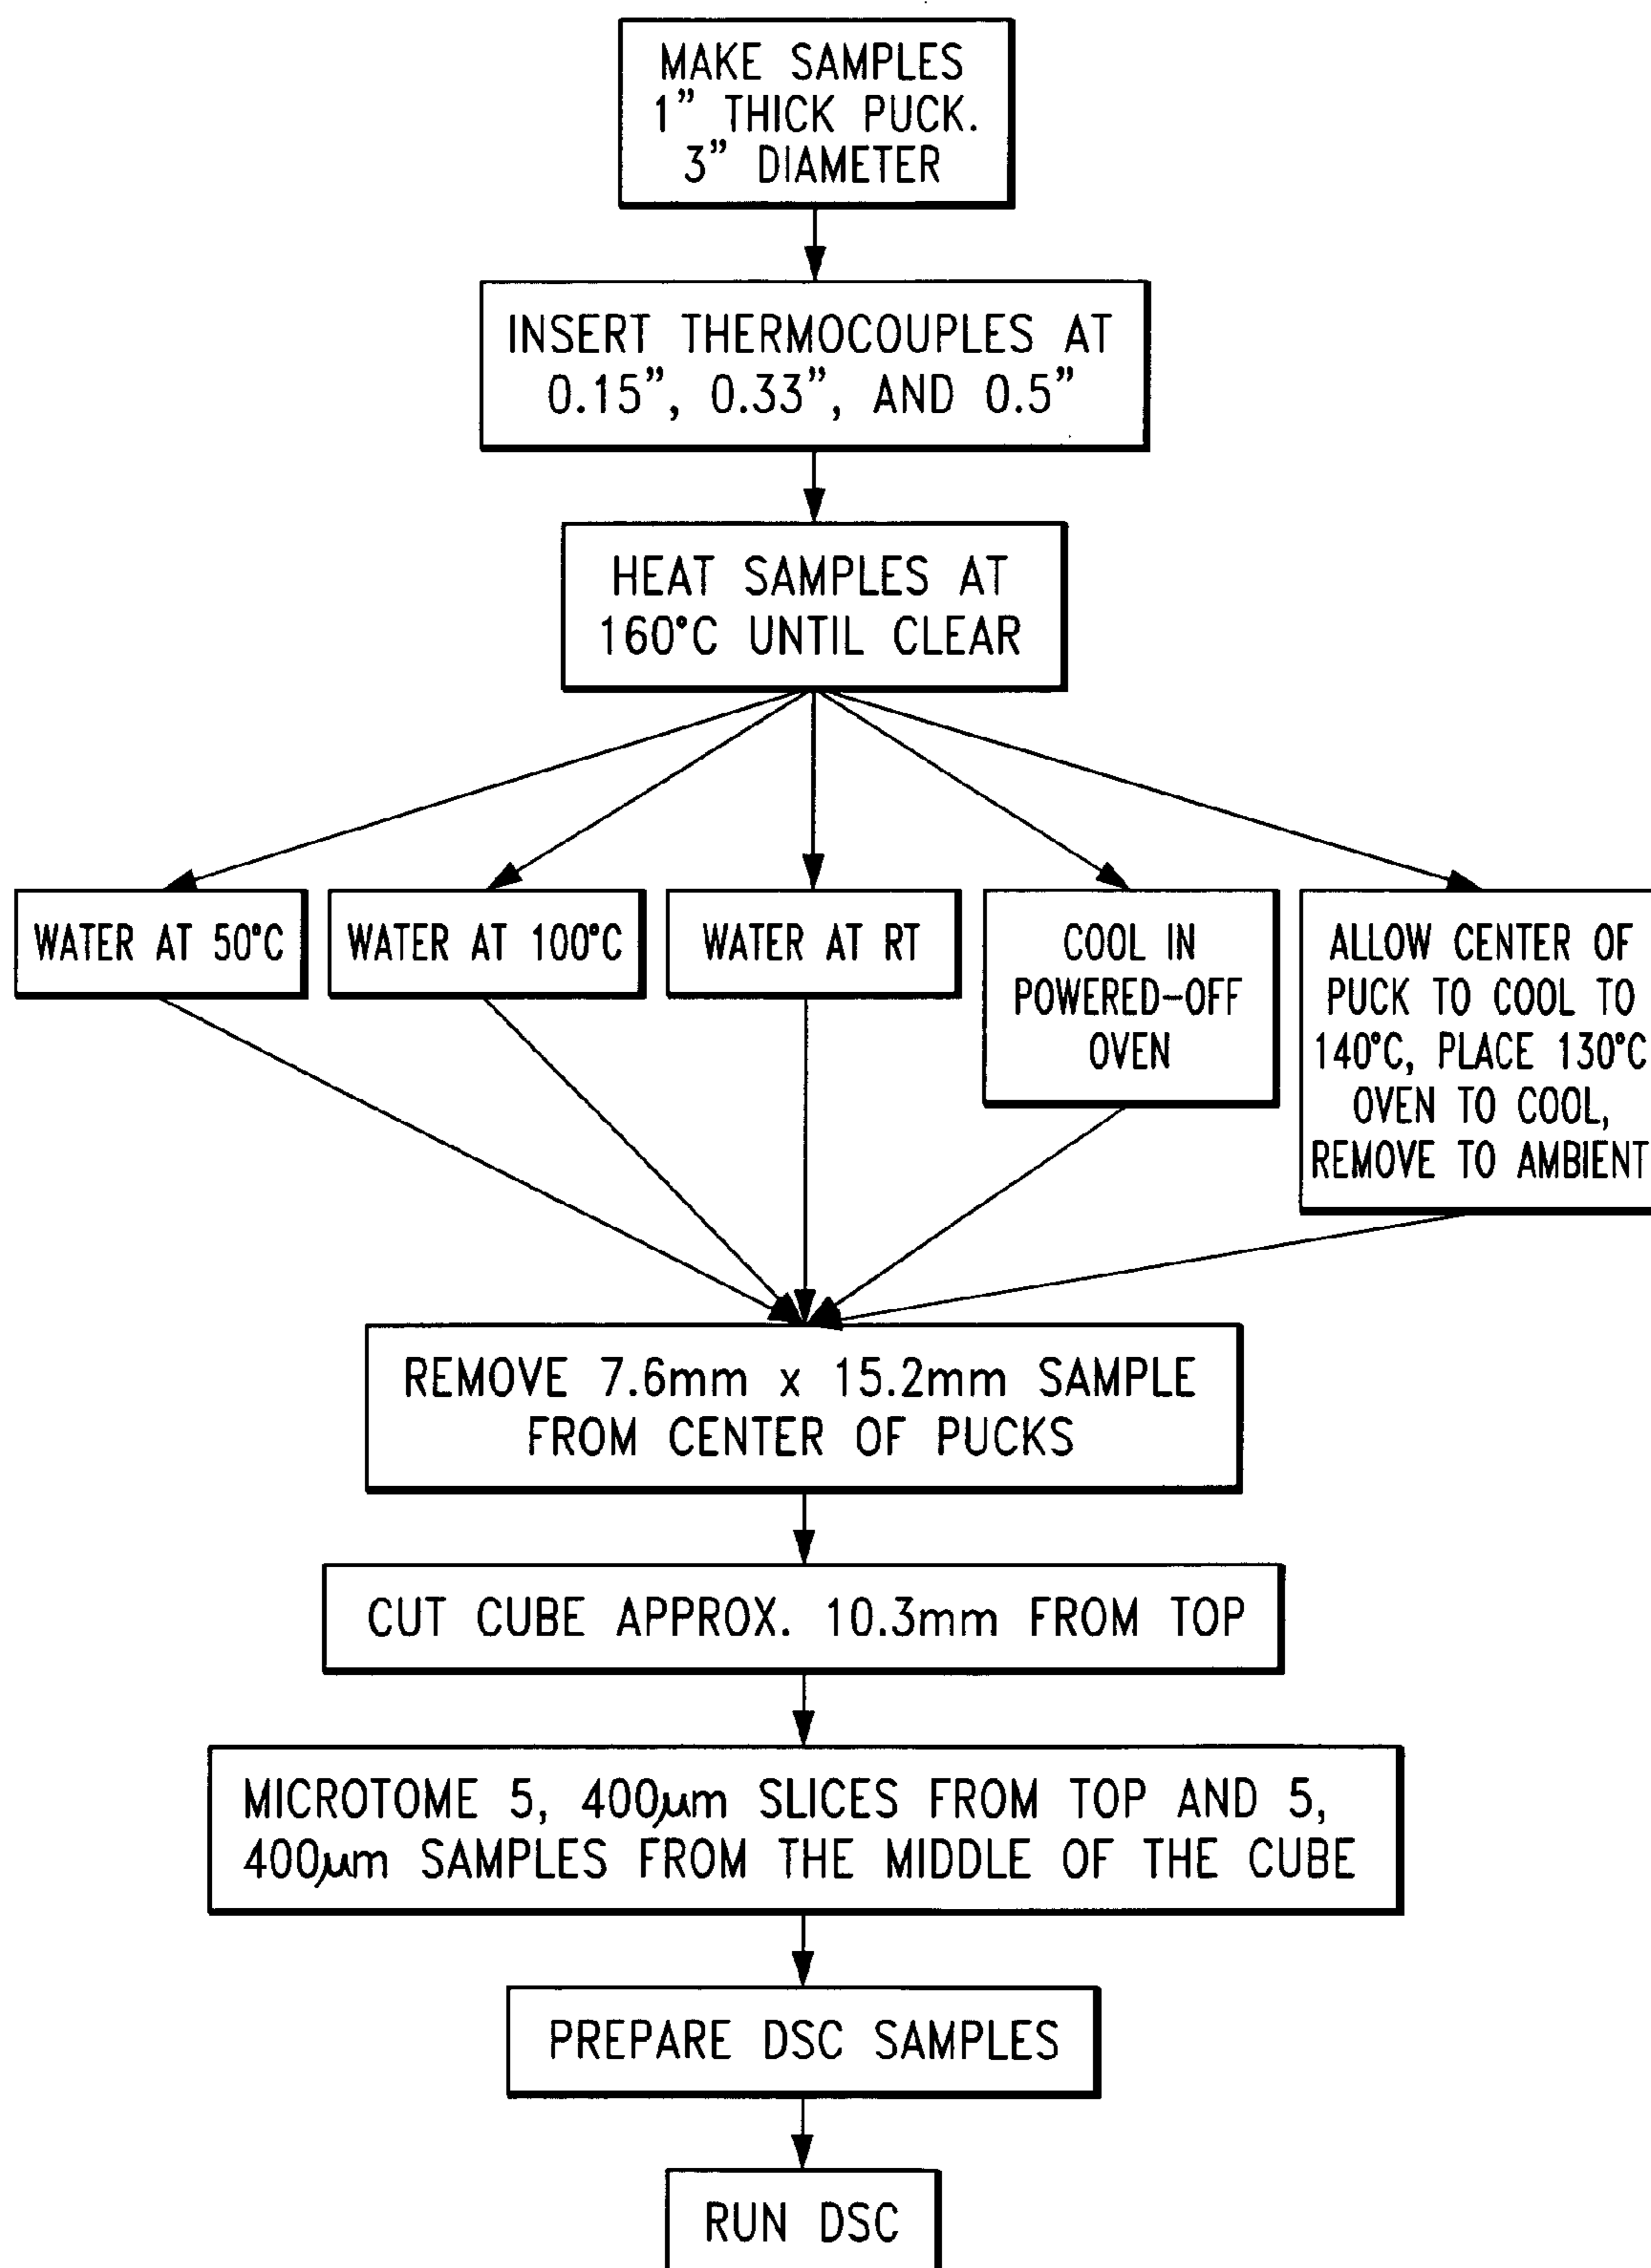 MAKE SAMPLES
1” THICK PUCK.
3” DIAMETER
INSERT THERMOCOUPLES AT
0.15”, 0.33”, AND 0.5”
HEAT SAMPLES AT
160°C UNTIL CLEAR
WATER AT 50°C
WATER AT 100°C
WATER AT RT
COOL IN
POWERED-OFF
OVEN
ALLOW CENTER OF
PUCK TO COOL TO
140°C, PLACE 130°C
OVEN TO COOL,
REMOVE TO AMBIENT
REMOVE 7.6mm x 15.2mm SAMPLE
FROM CENTER OF PUCKS
CUT CUBE APPROX. 10.3mm FROM TOP
MICROTOME 5, 400µm SLICES FROM TOP AND 5,
400µm SAMPLES FROM THE MIDDLE OF THE CUBE
PREPARE DSC SAMPLES
RUN DSC